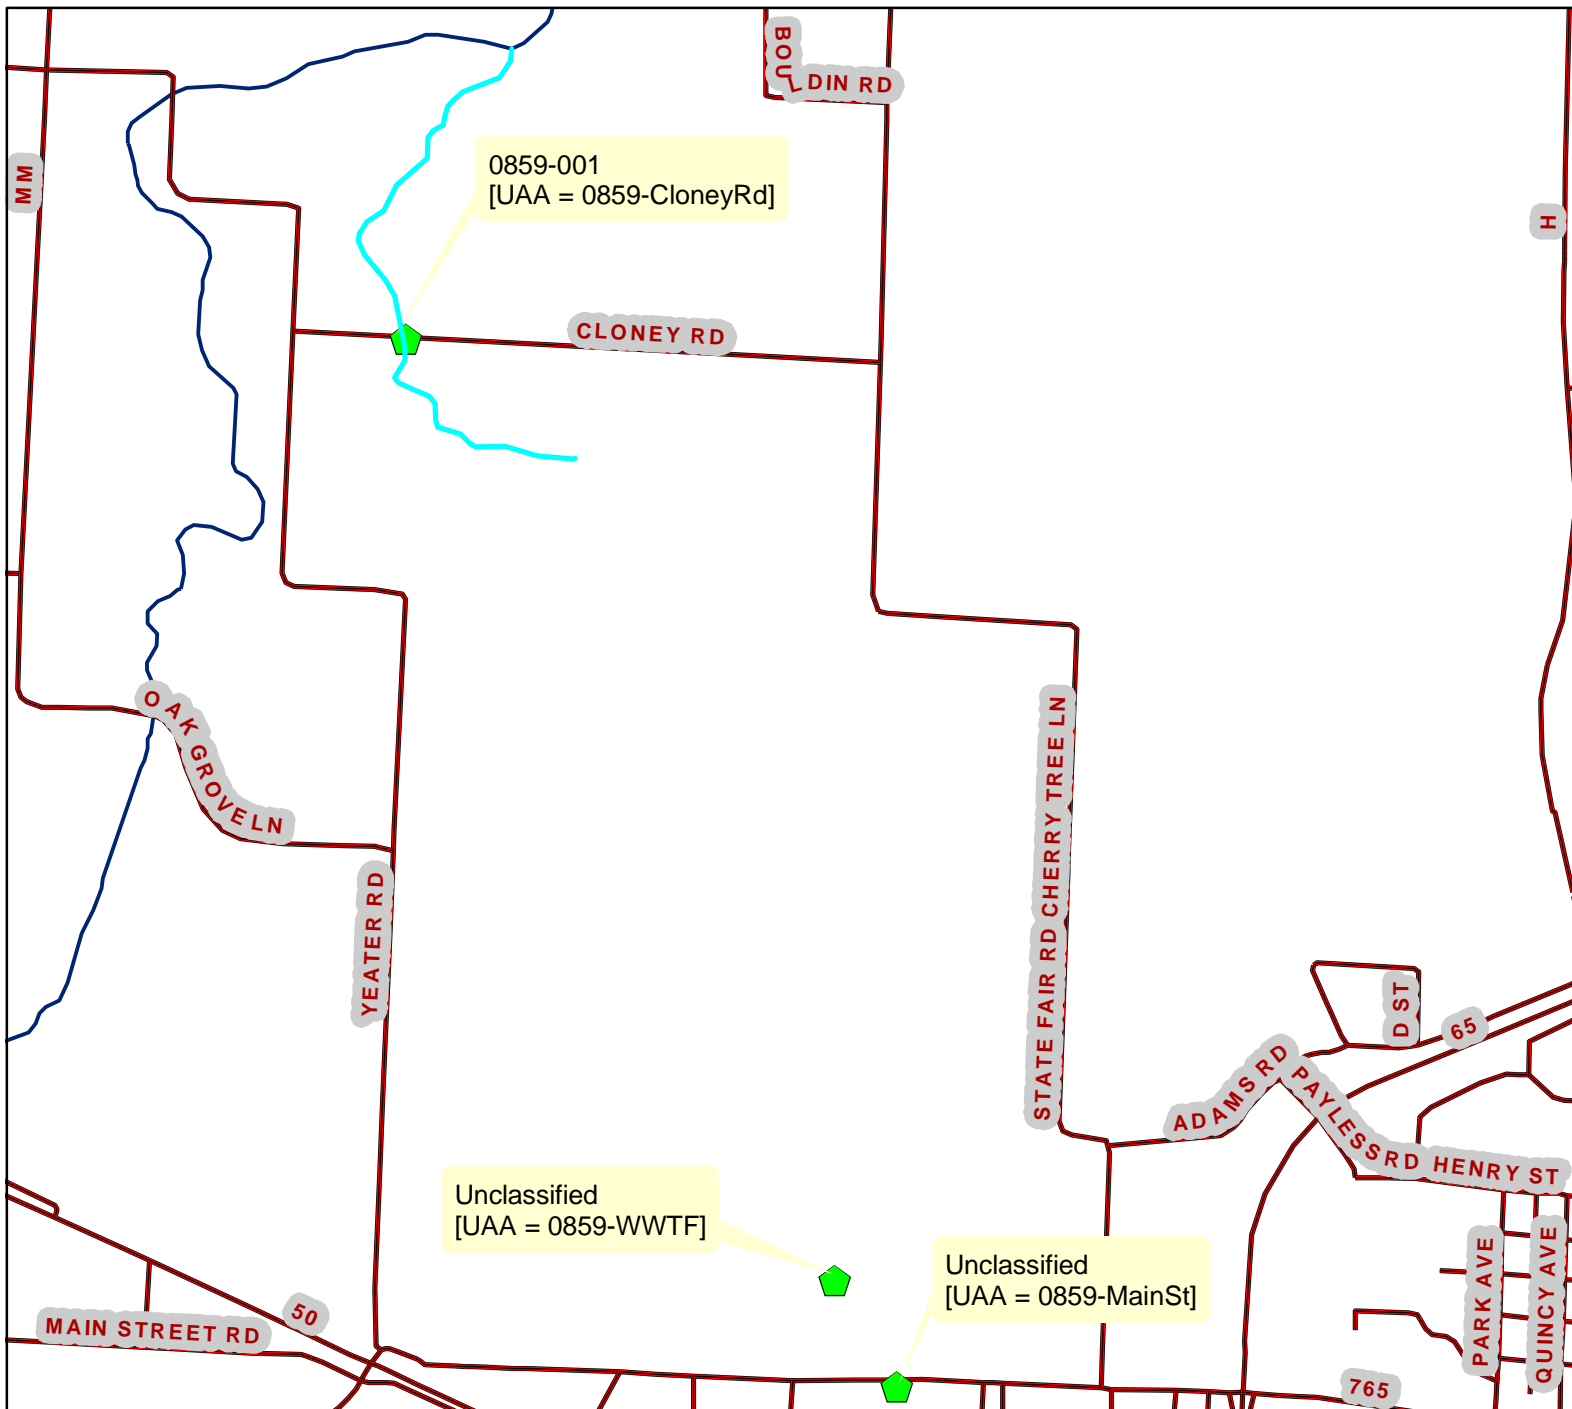 BOULDIN RD
MM
0859-001
[UAA = 0859-CloneyRd]
H
CLONEY RD
OAK GROVE LN
STATE FAIR RD CHERRY TREE LN
YEATER RD
D ST
65
ADAMS RD
PAYLESS RD
HENRY ST
Unclassified
[UAA = 0859-WWTF]
Unclassified
[UAA = 0859-MainSt]
PARK AVE
QUINCY AVE
50
MAIN STREET RD
765